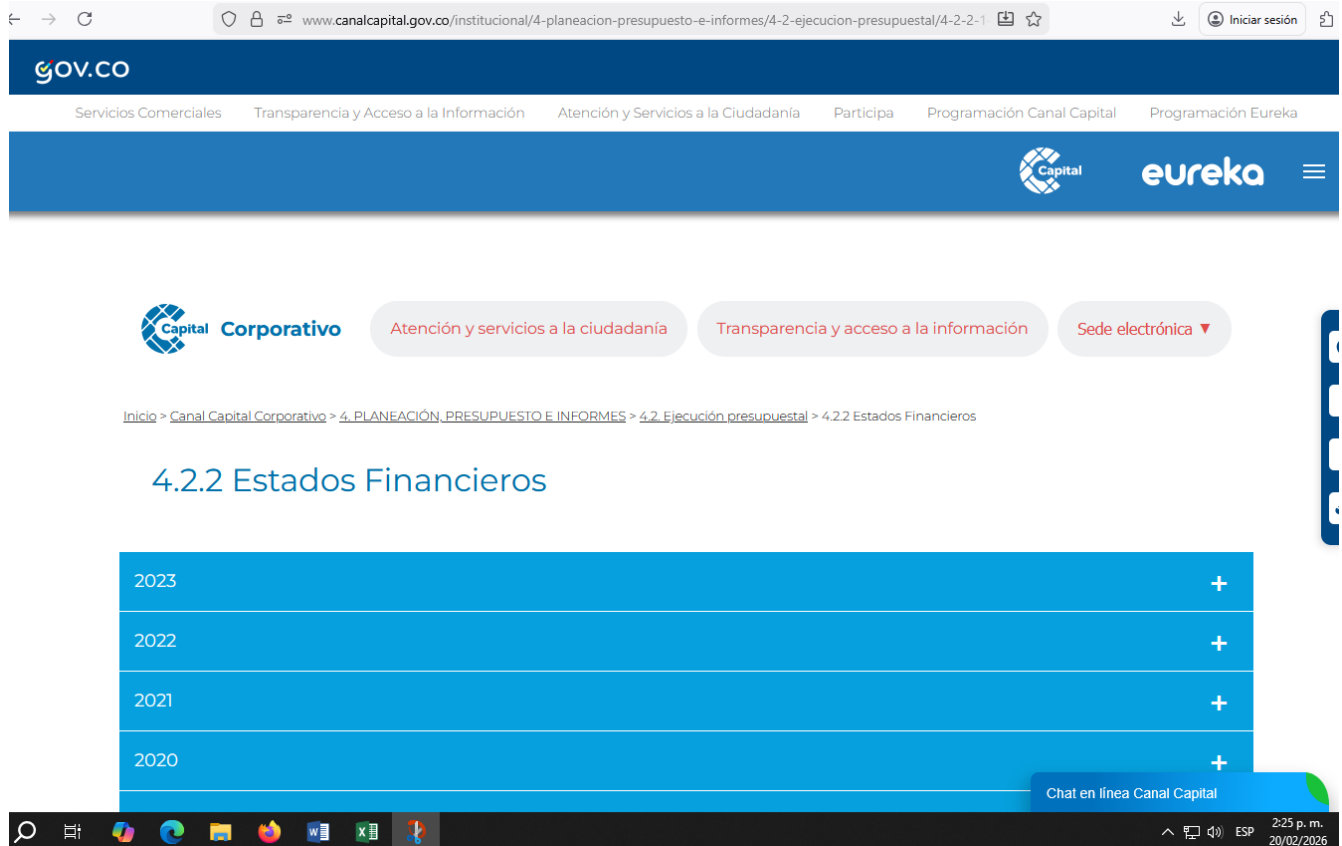 www.canalcapital.gov.co/institucional/4-planeacion-presupuesto-e-informes/4-2-ejecucion-presupuestal/4-2-2-1-
Iniciar sesión
gov.co
Servicios Comerciales Transparencia y Acceso a la Información Atención y Servicios a la Ciudadanía Participa Programación Canal Capital Programación Eureka
Capital eureka
Capital Corporativo Atención y servicios a la ciudadanía Transparencia y acceso a la información Sede electrónica ▼
Inicio > Canal Capital Corporativo > 4. PLANEACIÓN, PRESUPUESTO E INFORMES > 4.2. Ejecución presupuestal > 4.2.2 Estados Financieros
4.2.2 Estados Financieros
2023 +
2022 +
2021 +
2020 +
Chat en línea Canal Capital
ESP
2:25 p. m.
20/02/2026